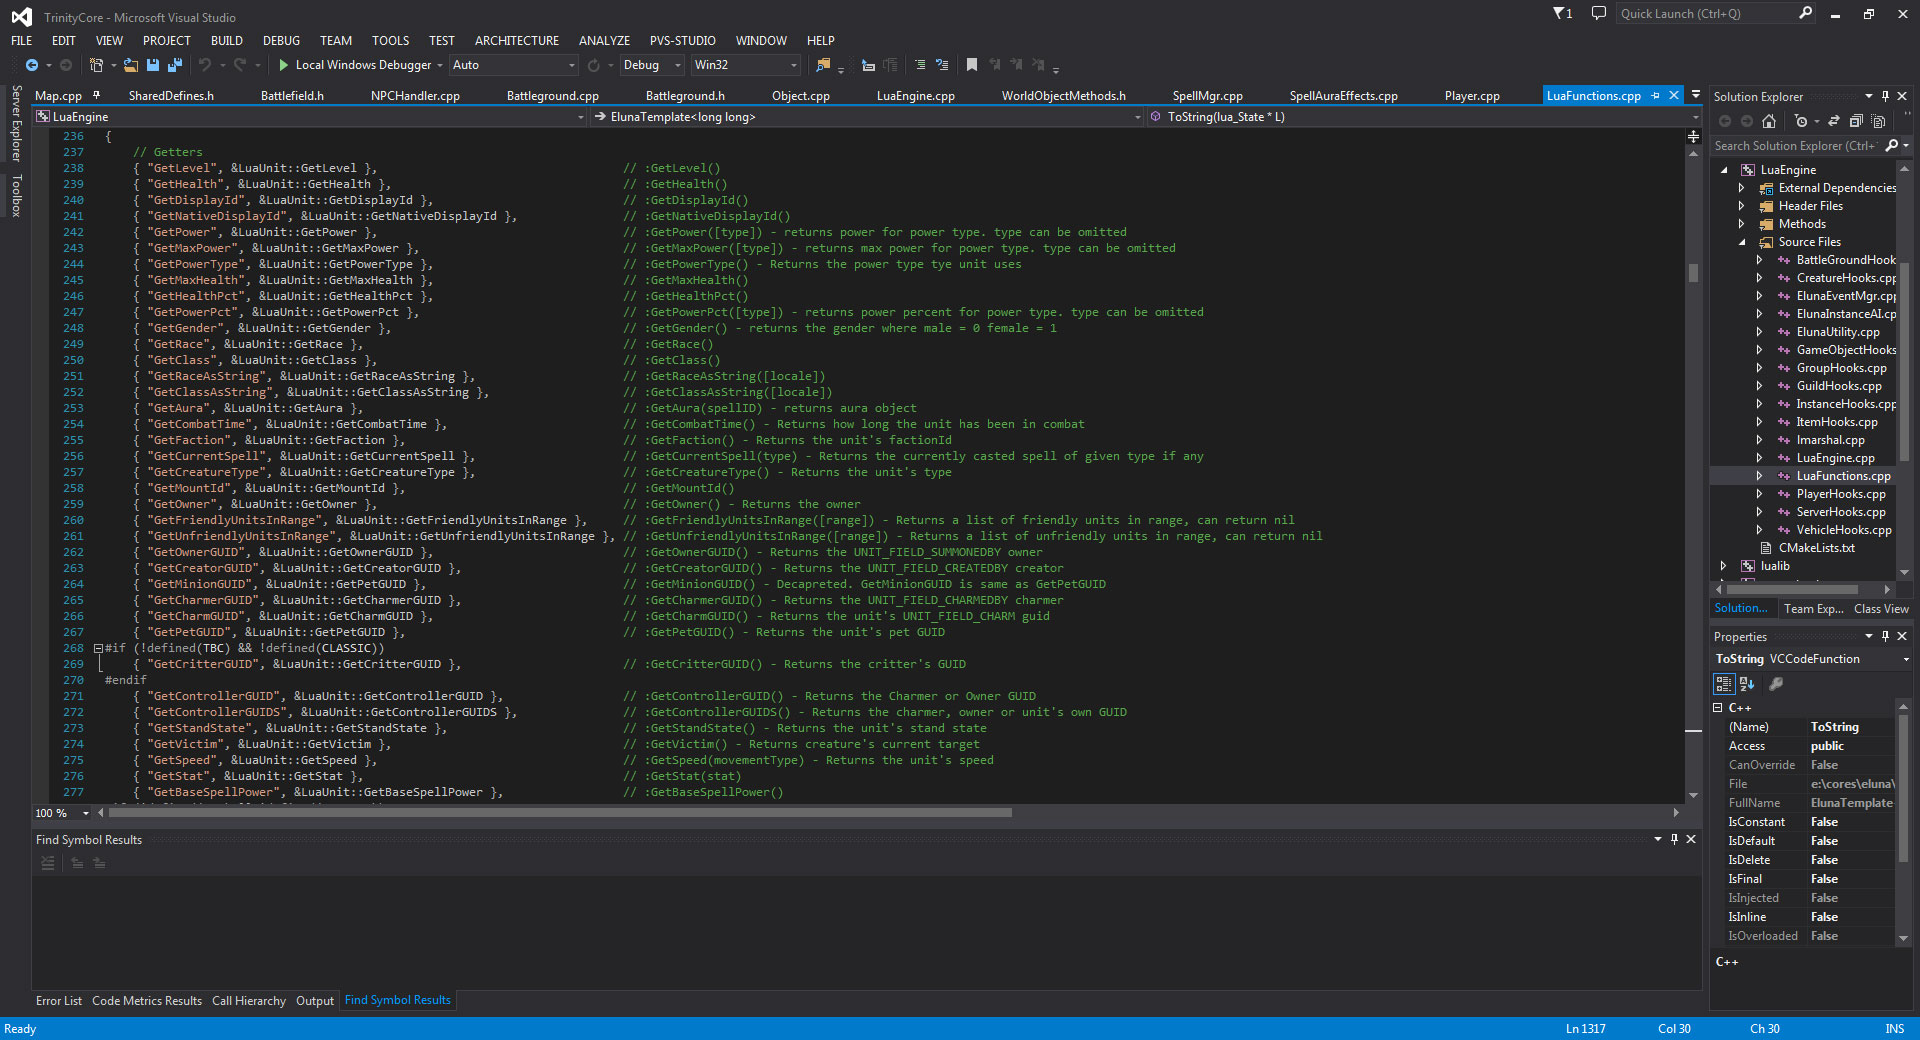 TrinityCore - Microsoft Visual Studio
1
Quick Launch (Ctrl+Q)
FILE EDIT VIEW PROJECT BUILD DEBUG TEAM TOOLS TEST ARCHITECTURE ANALYZE PVS-STUDIO WINDOW HELP
Local Windows Debugger Auto Debug Win32
Server Explorer
Toolbox
Map.cpp SharedDefines.h Battlefield.h NPCHandler.cpp Battleground.cpp Battleground.h Object.cpp LuaEngine.cpp WorldObjectMethods.h SpellMgr.cpp SpellAuraEffects.cpp Player.cpp LuaFunctions.cpp
LuaEngine ElunaTemplate<long long> ToString(lua_State * L)
236 {
237 // Getters
238 { "GetLevel", &LuaUnit::GetLevel }, // :GetLevel()
239 { "GetHealth", &LuaUnit::GetHealth }, // :GetHealth()
240 { "GetDisplayId", &LuaUnit::GetDisplayId }, // :GetDisplayId()
241 { "GetNativeDisplayId", &LuaUnit::GetNativeDisplayId }, // :GetNativeDisplayId()
242 { "GetPower", &LuaUnit::GetPower }, // :GetPower([type]) - returns power for power type. type can be omitted
243 { "GetMaxPower", &LuaUnit::GetMaxPower }, // :GetMaxPower([type]) - returns max power for power type. type can be omitted
244 { "GetPowerType", &LuaUnit::GetPowerType }, // :GetPowerType() - Returns the power type tye unit uses
245 { "GetMaxHealth", &LuaUnit::GetMaxHealth }, // :GetMaxHealth()
246 { "GetHealthPct", &LuaUnit::GetHealthPct }, // :GetHealthPct()
247 { "GetPowerPct", &LuaUnit::GetPowerPct }, // :GetPowerPct([type]) - returns power percent for power type. type can be omitted
248 { "GetGender", &LuaUnit::GetGender }, // :GetGender() - returns the gender where male = 0 female = 1
249 { "GetRace", &LuaUnit::GetRace }, // :GetRace()
250 { "GetClass", &LuaUnit::GetClass }, // :GetClass()
251 { "GetRaceAsString", &LuaUnit::GetRaceAsString }, // :GetRaceAsString([locale])
252 { "GetClassAsString", &LuaUnit::GetClassAsString }, // :GetClassAsString([locale])
253 { "GetAura", &LuaUnit::GetAura }, // :GetAura(spellID) - returns aura object
254 { "GetCombatTime", &LuaUnit::GetCombatTime }, // :GetCombatTime() - Returns how long the unit has been in combat
255 { "GetFaction", &LuaUnit::GetFaction }, // :GetFaction() - Returns the unit's factionId
256 { "GetCurrentSpell", &LuaUnit::GetCurrentSpell }, // :GetCurrentSpell(type) - Returns the currently casted spell of given type if any
257 { "GetCreatureType", &LuaUnit::GetCreatureType }, // :GetCreatureType() - Returns the unit's type
258 { "GetMountId", &LuaUnit::GetMountId }, // :GetMountId()
259 { "GetOwner", &LuaUnit::GetOwner }, // :GetOwner() - Returns the owner
260 { "GetFriendlyUnitsInRange", &LuaUnit::GetFriendlyUnitsInRange }, // :GetFriendlyUnitsInRange([range]) - Returns a list of friendly units in range, can return nil
261 { "GetUnfriendlyUnitsInRange", &LuaUnit::GetUnfriendlyUnitsInRange }, // :GetUnfriendlyUnitsInRange([range]) - Returns a list of unfriendly units in range, can return nil
262 { "GetOwnerGUID", &LuaUnit::GetOwnerGUID }, // :GetOwnerGUID() - Returns the UNIT_FIELD_SUMMONEDBY owner
263 { "GetCreatorGUID", &LuaUnit::GetCreatorGUID }, // :GetCreatorGUID() - Returns the UNIT_FIELD_CREATEDBY creator
264 { "GetMinionGUID", &LuaUnit::GetPetGUID }, // :GetMinionGUID() - Decapreted. GetMinionGUID is same as GetPetGUID
265 { "GetCharmerGUID", &LuaUnit::GetCharmerGUID }, // :GetCharmerGUID() - Returns the UNIT_FIELD_CHARMEDBY charmer
266 { "GetCharmGUID", &LuaUnit::GetCharmGUID }, // :GetCharmGUID() - Returns the unit's UNIT_FIELD_CHARM guid
267 { "GetPetGUID", &LuaUnit::GetPetGUID }, // :GetPetGUID() - Returns the unit's pet GUID
268 #if (!defined(TBC) && !defined(CLASSIC))
269 { "GetCritterGUID", &LuaUnit::GetCritterGUID }, // :GetCritterGUID() - Returns the critter's GUID
270 #endif
271 { "GetControllerGUID", &LuaUnit::GetControllerGUID }, // :GetControllerGUID() - Returns the Charmer or Owner GUID
272 { "GetControllerGUIDS", &LuaUnit::GetControllerGUIDS }, // :GetControllerGUIDS() - Returns the charmer, owner or unit's own GUID
273 { "GetStandState", &LuaUnit::GetStandState }, // :GetStandState() - Returns the unit's stand state
274 { "GetVictim", &LuaUnit::GetVictim }, // :GetVictim() - Returns creature's current target
275 { "GetSpeed", &LuaUnit::GetSpeed }, // :GetSpeed(movementType) - Returns the unit's speed
276 { "GetStat", &LuaUnit::GetStat }, // :GetStat(stat)
277 { "GetBaseSpellPower", &LuaUnit::GetBaseSpellPower }, // :GetBaseSpellPower()
100 %
Find Symbol Results
Error List Code Metrics Results Call Hierarchy Output Find Symbol Results
Solution Explorer
Search Solution Explorer (Ctrl+
LuaEngine
External Dependencies
Header Files
Methods
Source Files
BattleGroundHook
CreatureHooks.cpp
ElunaEventMgr.cpp
ElunaInstanceAI.cp
ElunaUtility.cpp
GameObjectHooks
GroupHooks.cpp
GuildHooks.cpp
InstanceHooks.cpp
ItemHooks.cpp
lmarshal.cpp
LuaEngine.cpp
LuaFunctions.cpp
PlayerHooks.cpp
ServerHooks.cpp
VehicleHooks.cpp
CMakeLists.txt
lualib
Solution... Team Exp... Class View
Properties
ToString VCCodeFunction
C++
(Name) ToString
Access public
CanOverride False
File e:\cores\eluna\
FullName ElunaTemplate
IsConstant False
IsDefault False
IsDelete False
IsFinal False
IsInjected False
IsInline False
IsOverloaded False
C++
Ready Ln 1317 Col 30 Ch 30 INS